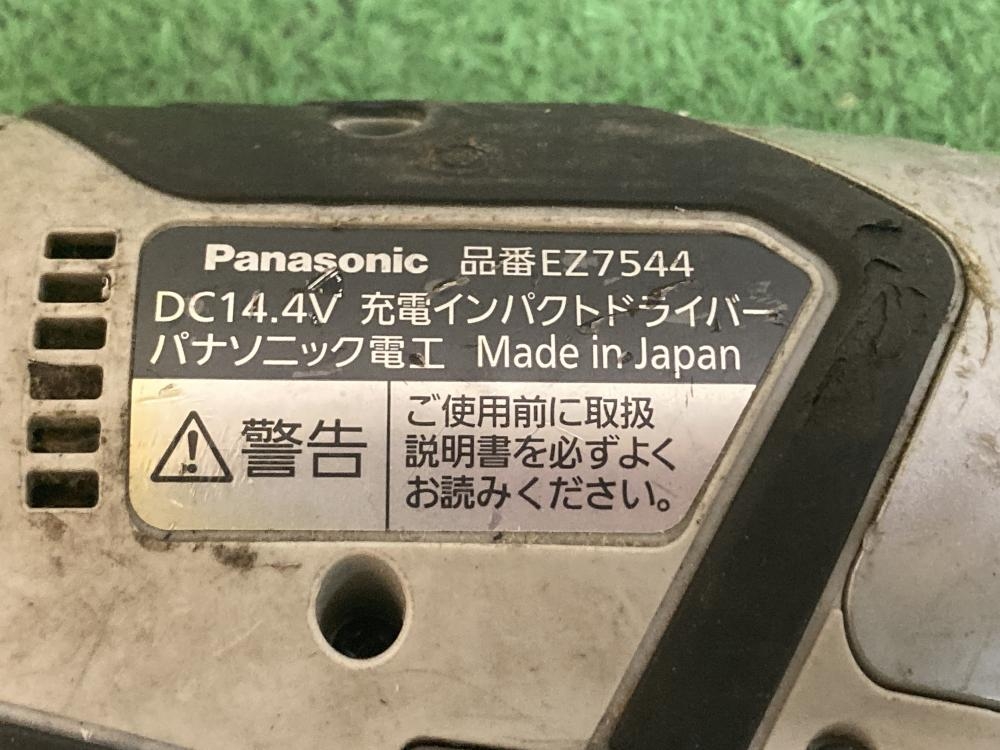 Panasonic 品番EZ7544
DC14.4V 充電インパクトドライバー
パナソニック電工 Made in Japan
警告
ご使用前に取扱
説明書を必ずよく
お読みください。